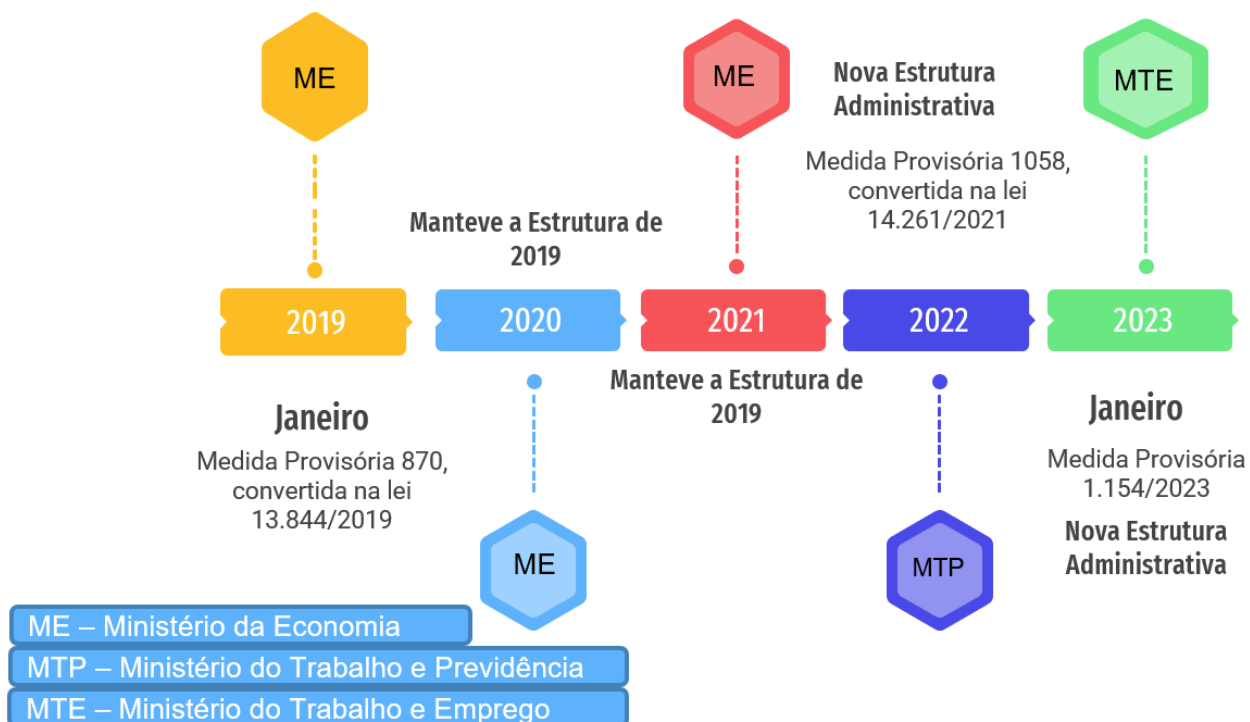 ME
ME
Nova Estrutura
Administrativa
MTE
Medida Provisória 1058,
convertida na lei
14.261/2021
Manteve a Estrutura de
2019
2019
2020
2021
2022
2023
Manteve a Estrutura de
2019
Janeiro
Medida Provisória 870,
convertida na lei
13.844/2019
Janeiro
Medida Provisória
1.154/2023
Nova Estrutura
Administrativa
ME
MTP
ME – Ministério da Economia
MTP – Ministério do Trabalho e Previdência
MTE – Ministério do Trabalho e Emprego